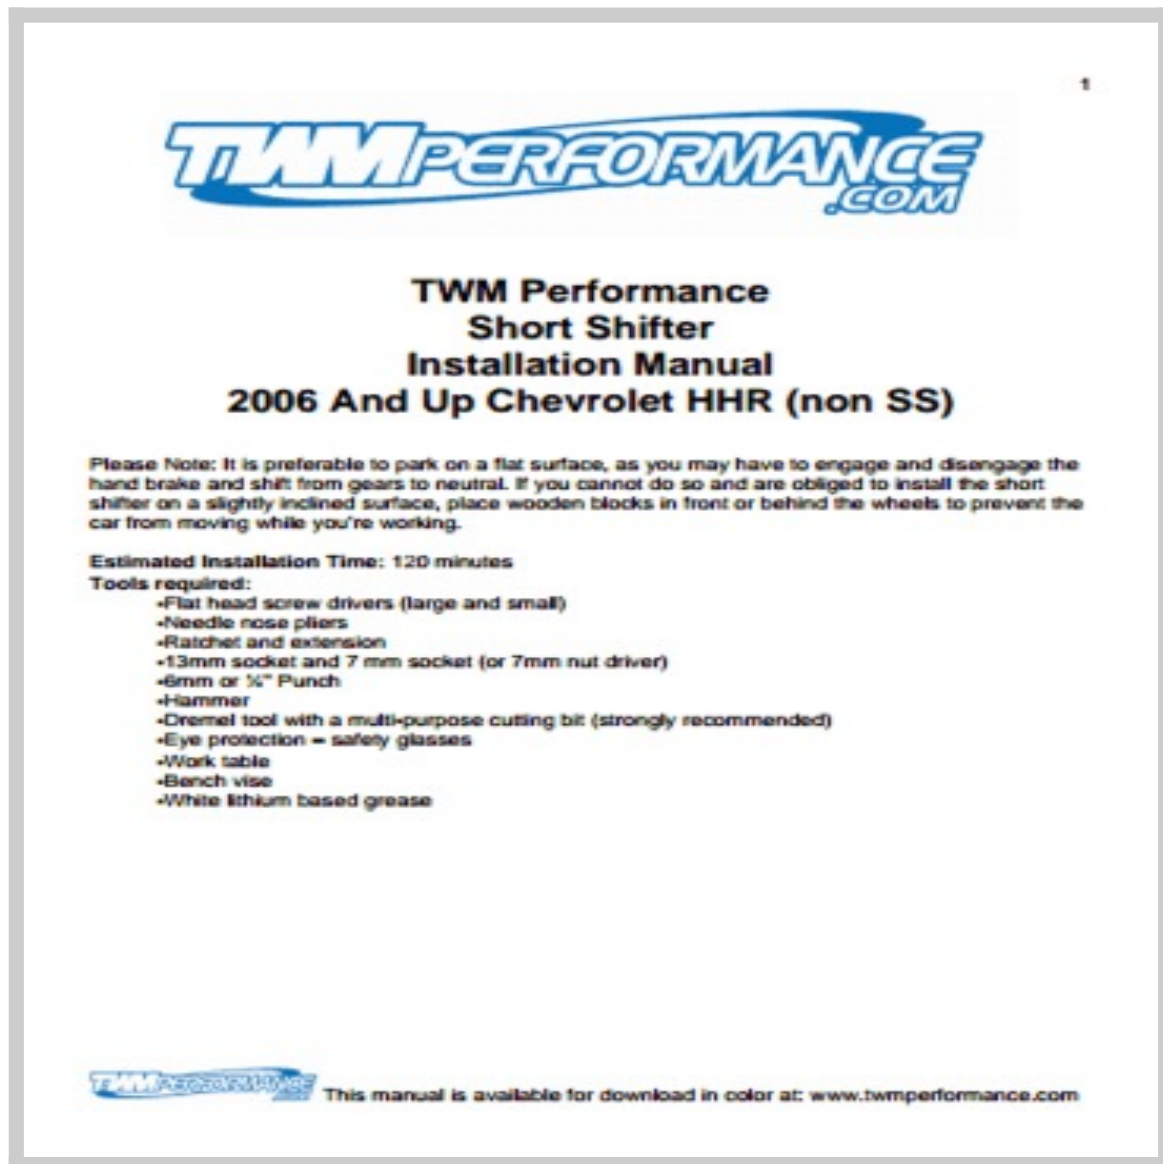 1
TWMPERFORMANCE
.COM
TWM Performance
Short Shifter
Installation Manual
2006 And Up Chevrolet HHR (non SS)
Please Note: It is preferable to park on a flat surface, as you may have to engage and disengage the
hand brake and shift from gears to neutral. If you cannot do so and are obliged to install the short
shifter on a slightly inclined surface, place wooden blocks in front or behind the wheels to prevent the
car from moving while you're working.
Estimated Installation Time: 120 minutes
Tools required:
•Flat head screw drivers (large and small)
•Needle nose pliers
•Ratchet and extension
•13mm socket and 7 mm socket (or 7mm nut driver)
•6mm or ¼" Punch
•Hammer
•Dremel tool with a multi-purpose cutting bit (strongly recommended)
•Eye protection – safety glasses
•Work table
•Bench vise
•White lithium based grease
TWMPERFORMANCE
.COM
This manual is available for download in color at: www.twmperformance.com